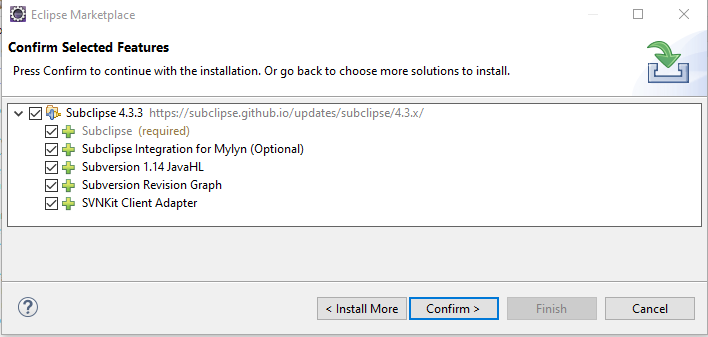 Eclipse Marketplace
Confirm Selected Features
Press Confirm to continue with the installation. Or go back to choose more solutions to install.
Subclipse 4.3.3 https://subclipse.github.io/updates/subclipse/4.3.x/
Subclipse (required)
Subclipse Integration for Mylyn (Optional)
Subversion 1.14 JavaHL
Subversion Revision Graph
SVNKit Client Adapter
? < Install More Confirm > Finish Cancel